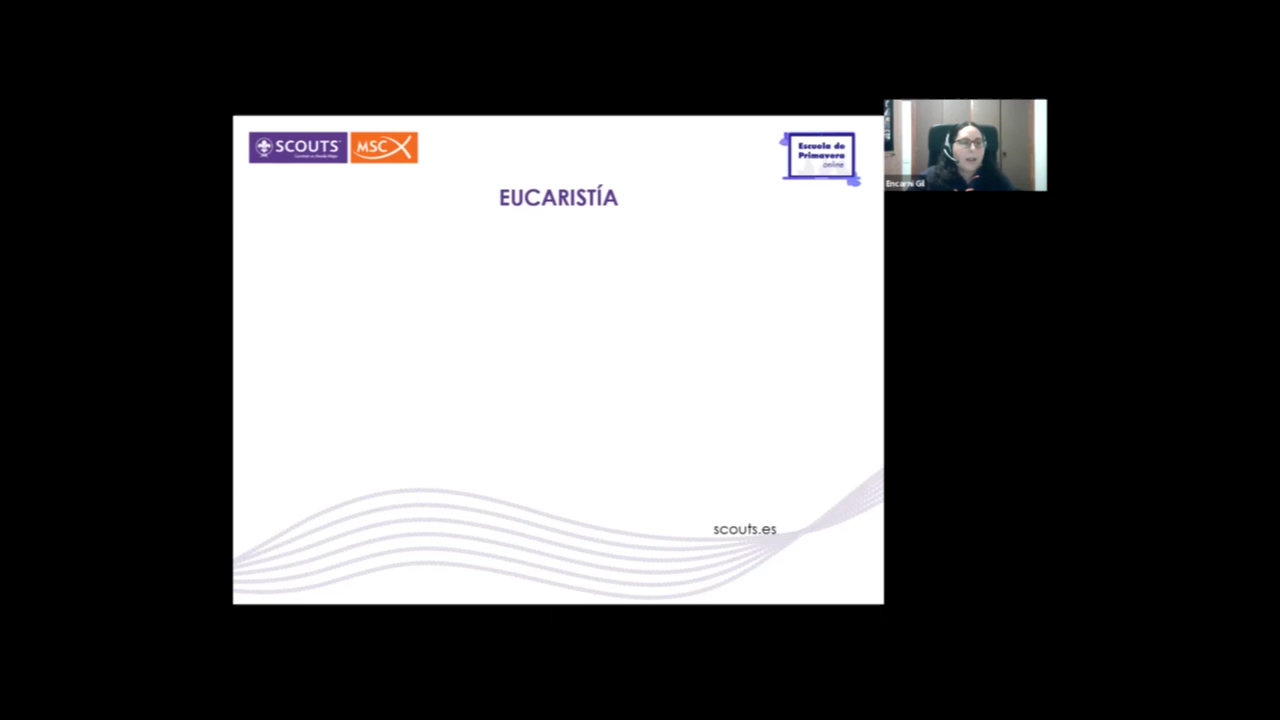 SCOUTS
MSC
Escuela de
Primavera
online
Encarni Gil
EUCARISTÍA
scouts.es